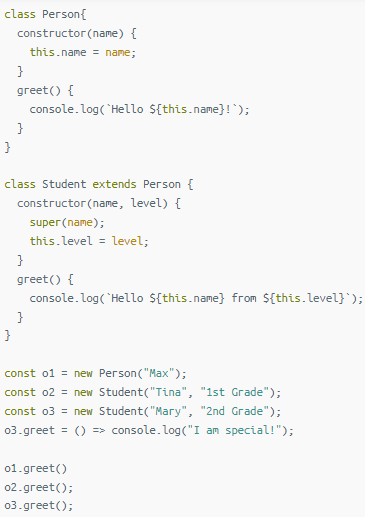 class Person{
  constructor(name) {
    this.name = name;
  }
  greet() {
    console.log(`Hello ${this.name}!`);
  }
}

class Student extends Person {
  constructor(name, level) {
    super(name);
    this.level = level;
  }
  greet() {
    console.log(`Hello ${this.name} from ${this.level}`);
  }
}

const o1 = new Person("Max");
const o2 = new Student("Tina", "1st Grade");
const o3 = new Student("Mary", "2nd Grade");
o3.greet = () => console.log("I am special!");

o1.greet()
o2.greet();
o3.greet();